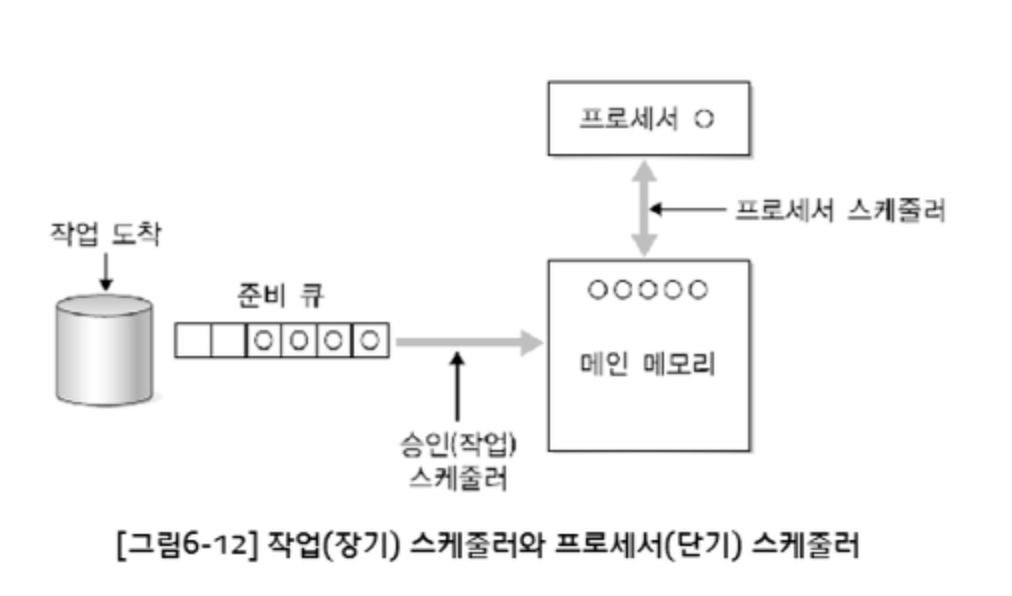 프로세서
프로세서 스케줄러
작업 도착
준비 큐
메인 메모리
승인(작업)
스케줄러
[그림6-12] 작업(장기) 스케줄러와 프로세서(단기) 스케줄러